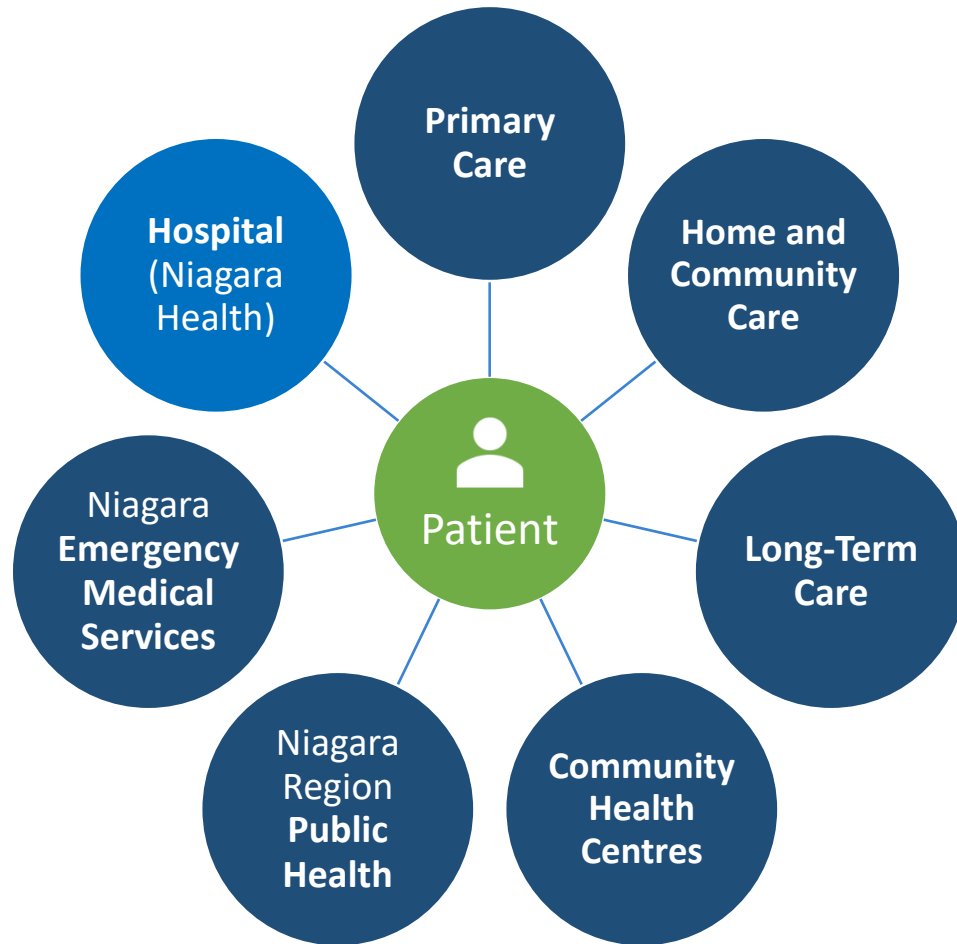 Primary
Care
Hospital
(Niagara
Health)
Home and
Community
Care
Patient
Niagara
Emergency
Medical
Services
Long-Term
Care
Niagara
Region
Public
Health
Community
Health
Centres